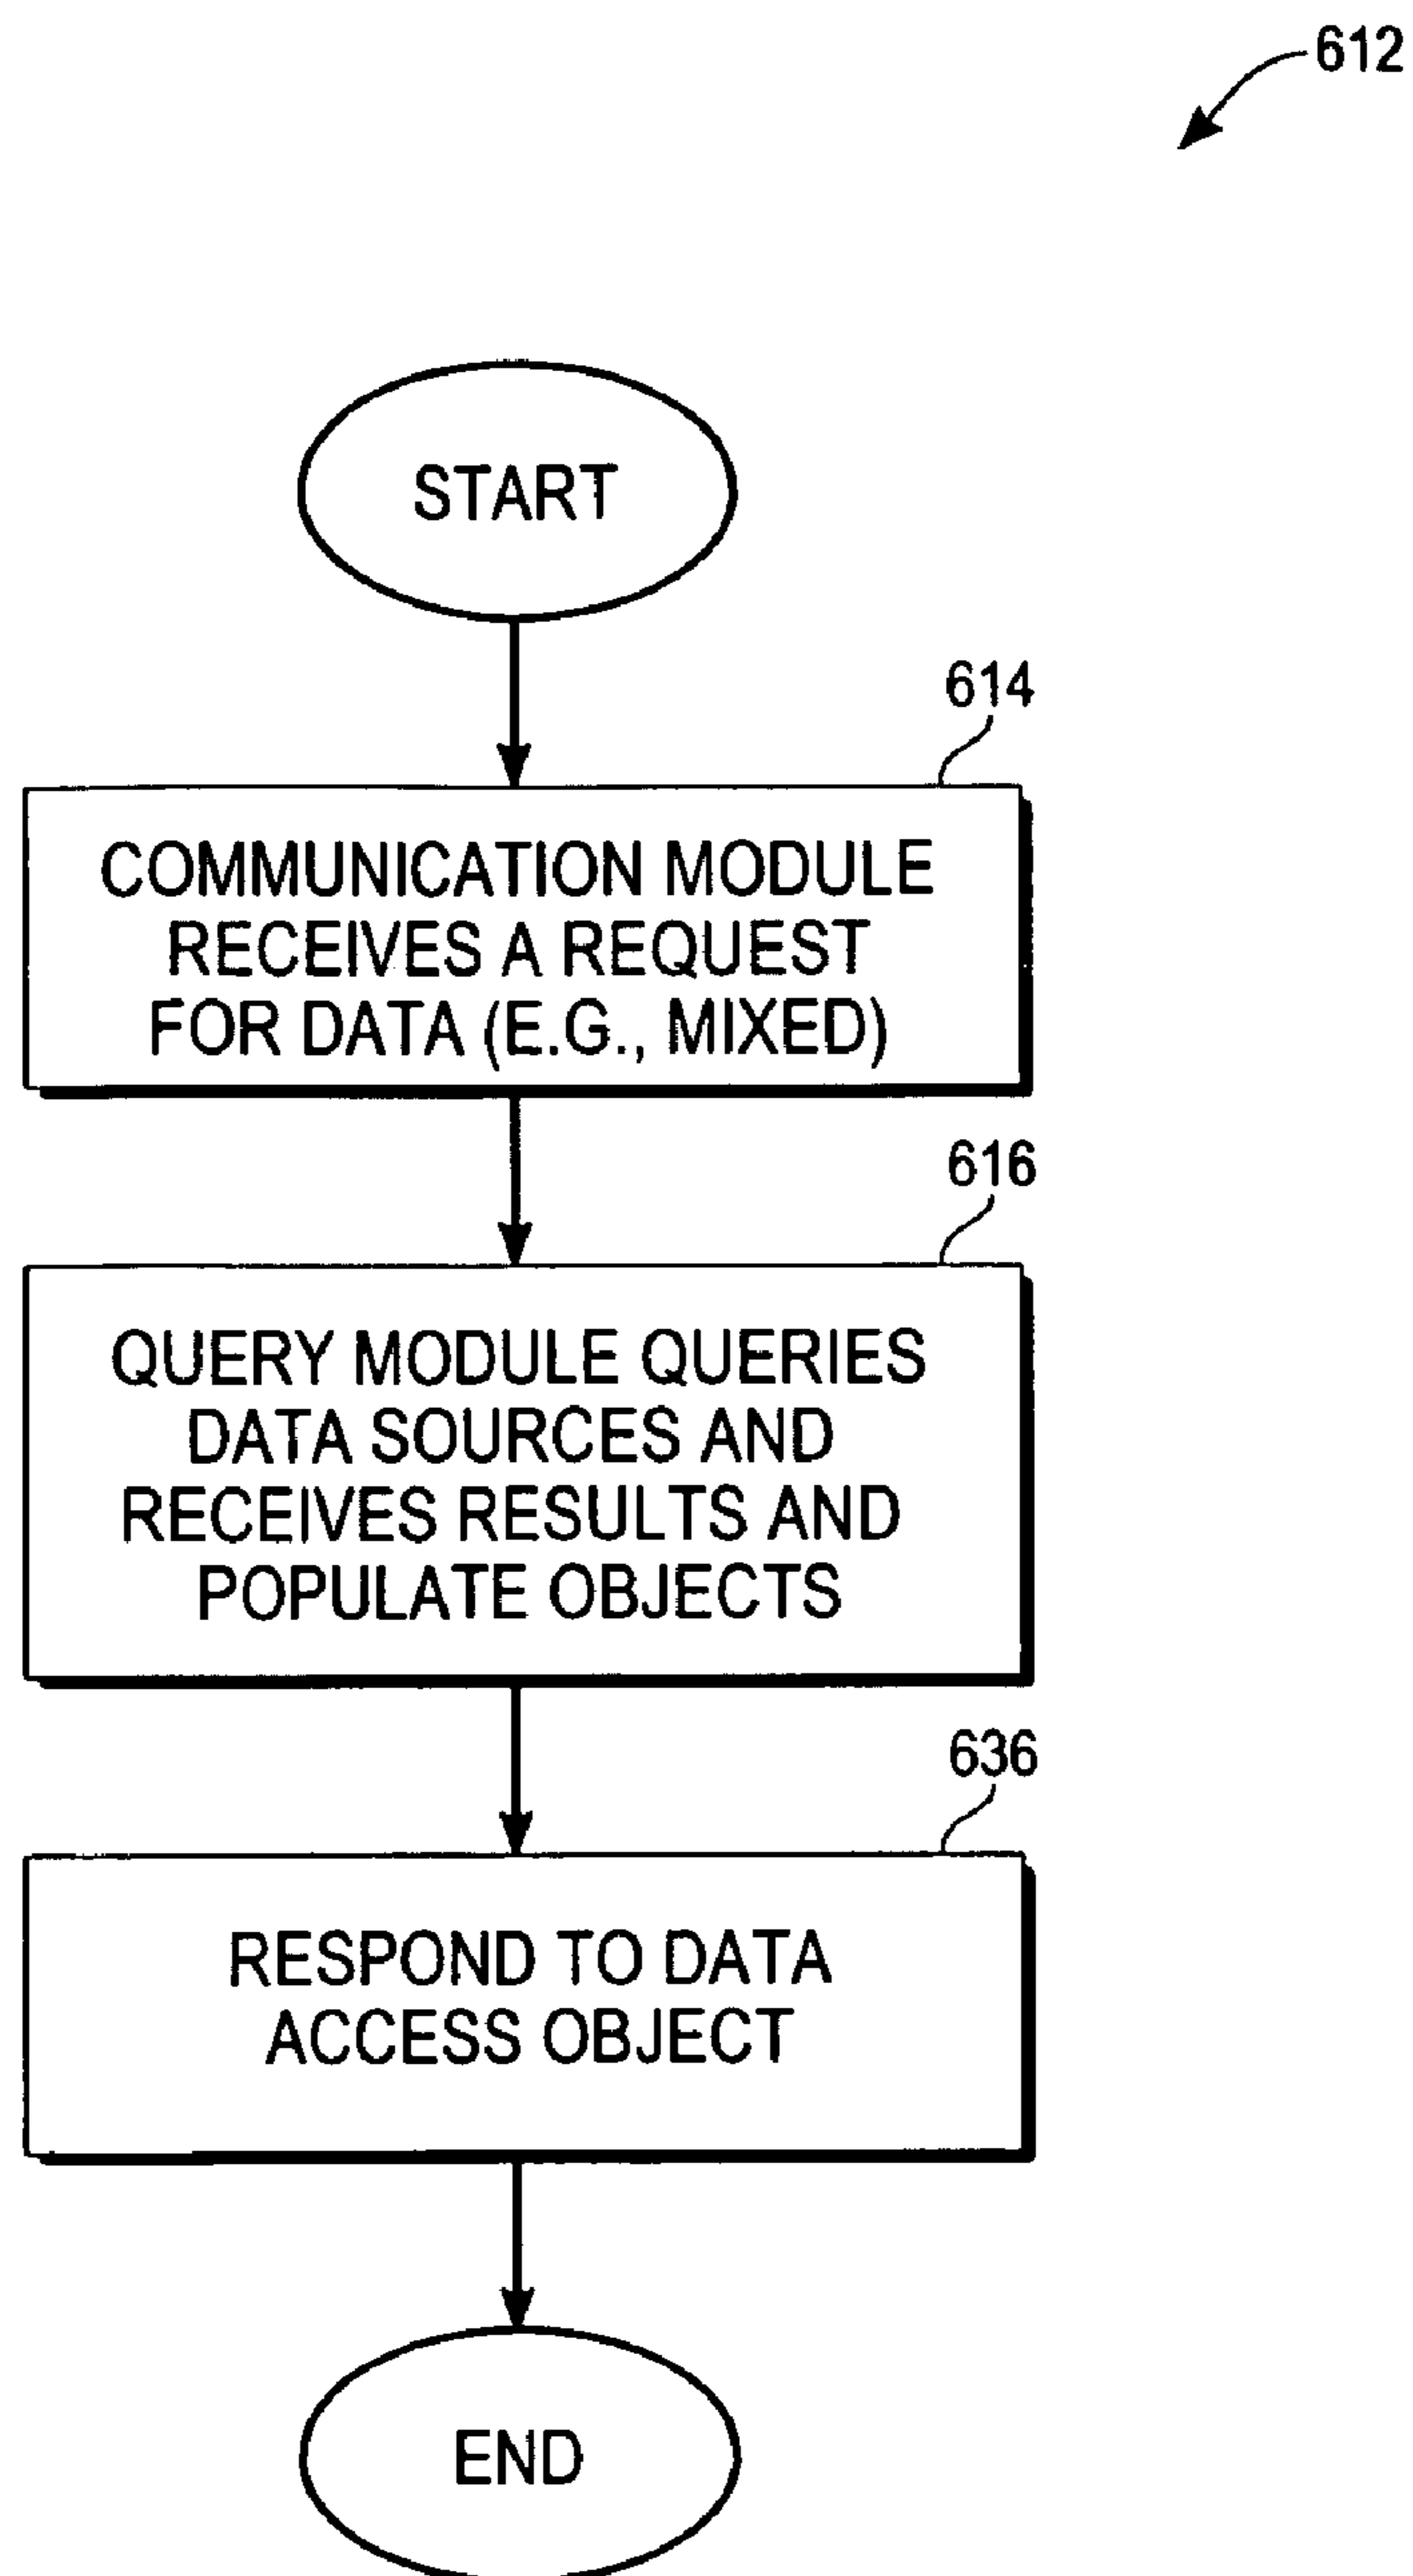 612
START
614
COMMUNICATION MODULE
RECEIVES A REQUEST
FOR DATA (E.G., MIXED)
616
QUERY MODULE QUERIES
DATA SOURCES AND
RECEIVES RESULTS AND
POPULATE OBJECTS
636
RESPOND TO DATA
ACCESS OBJECT
END